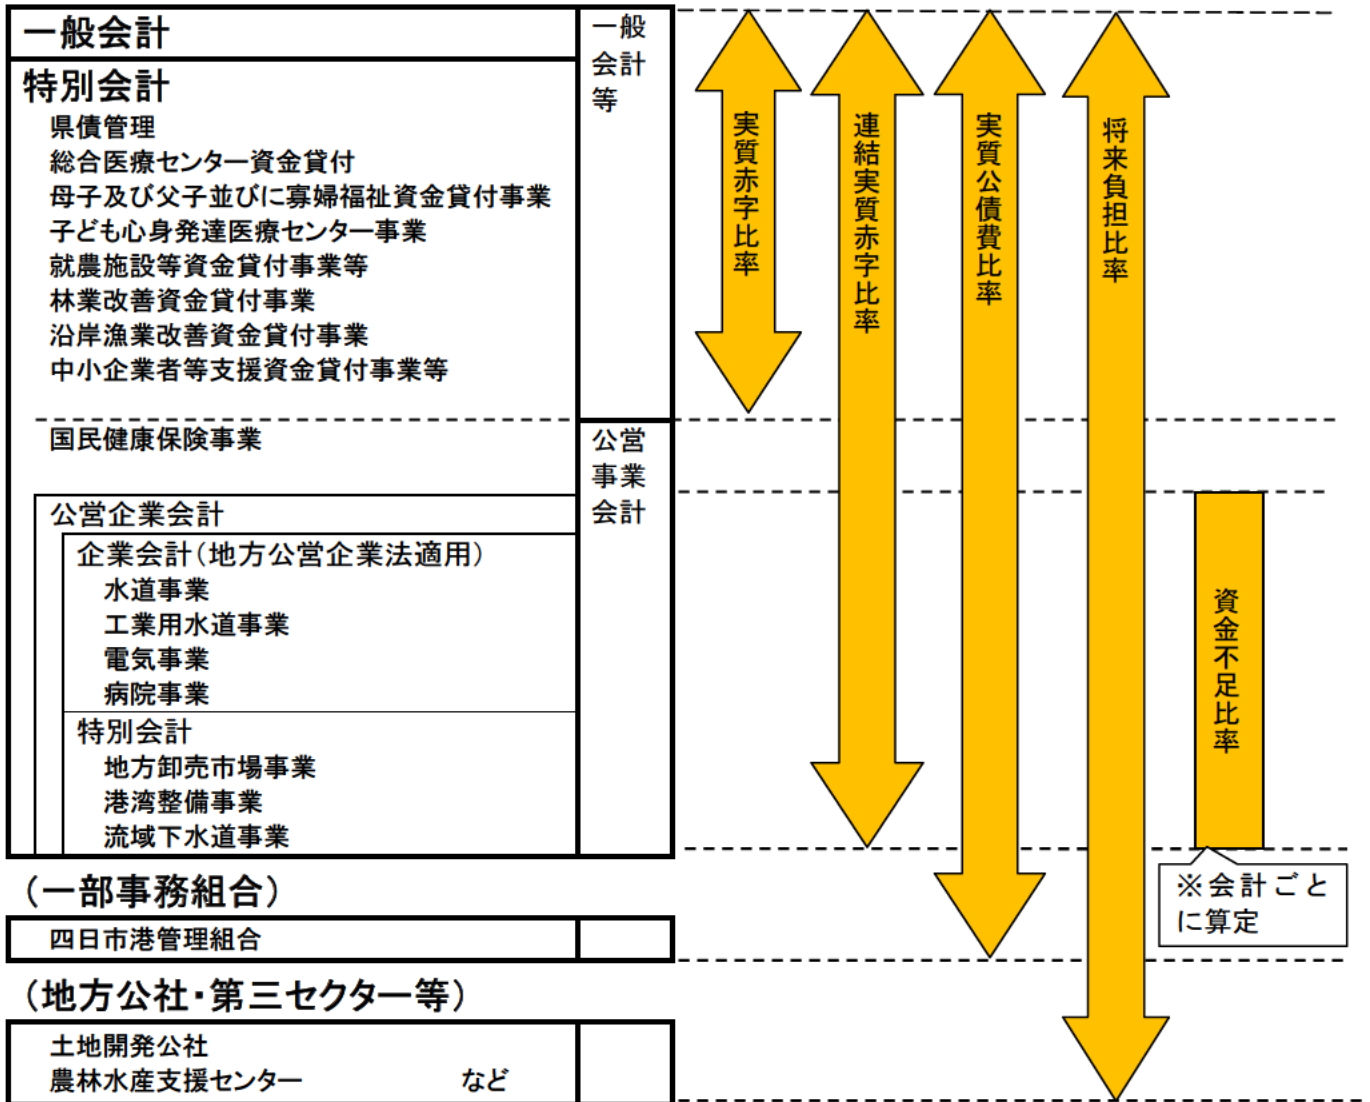 一般会計
特別会計
県債管理
総合医療センター資金貸付
母子及び父子並びに寡婦福祉資金貸付事業
子ども心身発達医療センター事業
就農施設等資金貸付事業等
林業改善資金貸付事業
沿岸漁業改善資金貸付事業
中小企業者等支援資金貸付事業等
一般
会計
等
国民健康保険事業
公営企業会計
企業会計（地方公営企業法適用）
水道事業
工業用水道事業
電気事業
病院事業
特別会計
地方卸売市場事業
港湾整備事業
流域下水道事業
公営
事業
会計
（一部事務組合）
四日市港管理組合
（地方公社・第三セクター等）
土地開発公社
農林水産支援センター　など
実質赤字比率
連結実質赤字比率
実質公債費比率
将来負担比率
資金不足比率
※会計ごと
に算定